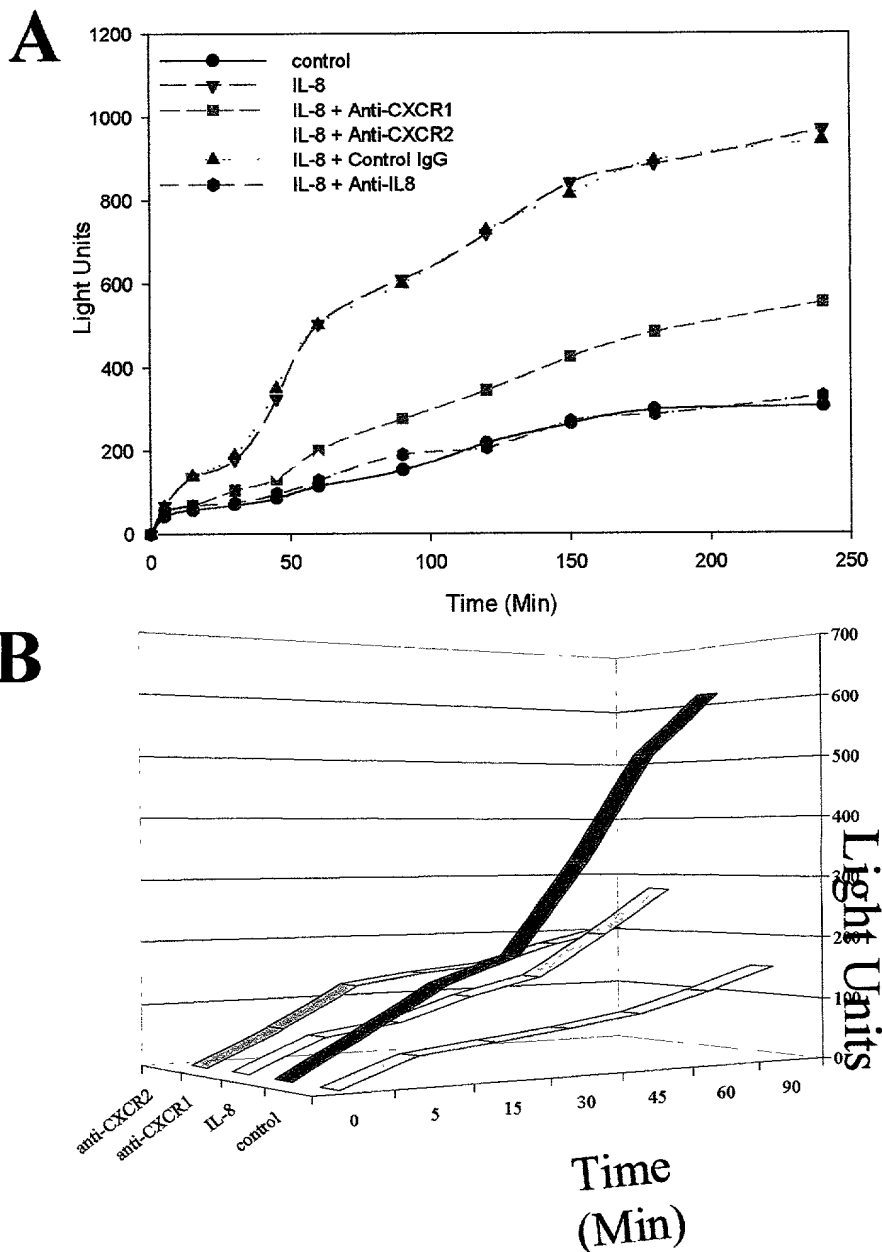 A
1200
1000
800
600
400
200
0
Light Units
control
IL-8
IL-8 + Anti-CXCR1
IL-8 + Anti-CXCR2
IL-8 + Control IgG
IL-8 + Anti-IL8
0 50 100 150 200 250
Time (Min)
B
700
600
500
400
300
200
100
0
Light Units
anti-CXCR2
anti-CXCR1
IL-8
control
0 5 15 30 45 60 90
Time
(Min)